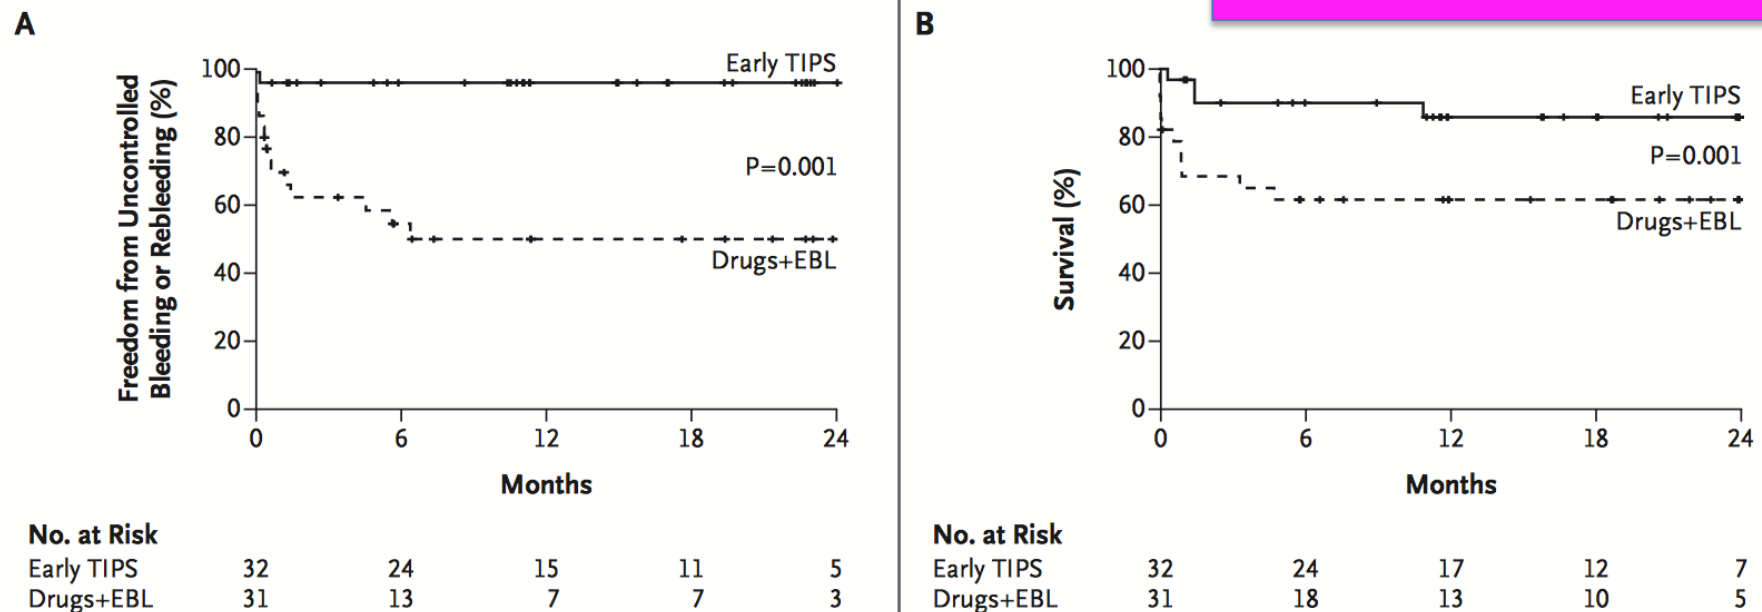 A
Freedom from Uncontrolled
Bleeding or Rebleeding (%)
100
80
60
40
20
0
Early TIPS
P=0.001
Drugs+EBL
0 6 12 18 24
Months
No. at Risk
Early TIPS 32 24 15 11 5
Drugs+EBL 31 13 7 7 3
B
Survival (%)
100
80
60
40
20
0
Early TIPS
P=0.001
Drugs+EBL
0 6 12 18 24
Months
No. at Risk
Early TIPS 32 24 17 12 7
Drugs+EBL 31 18 13 10 5